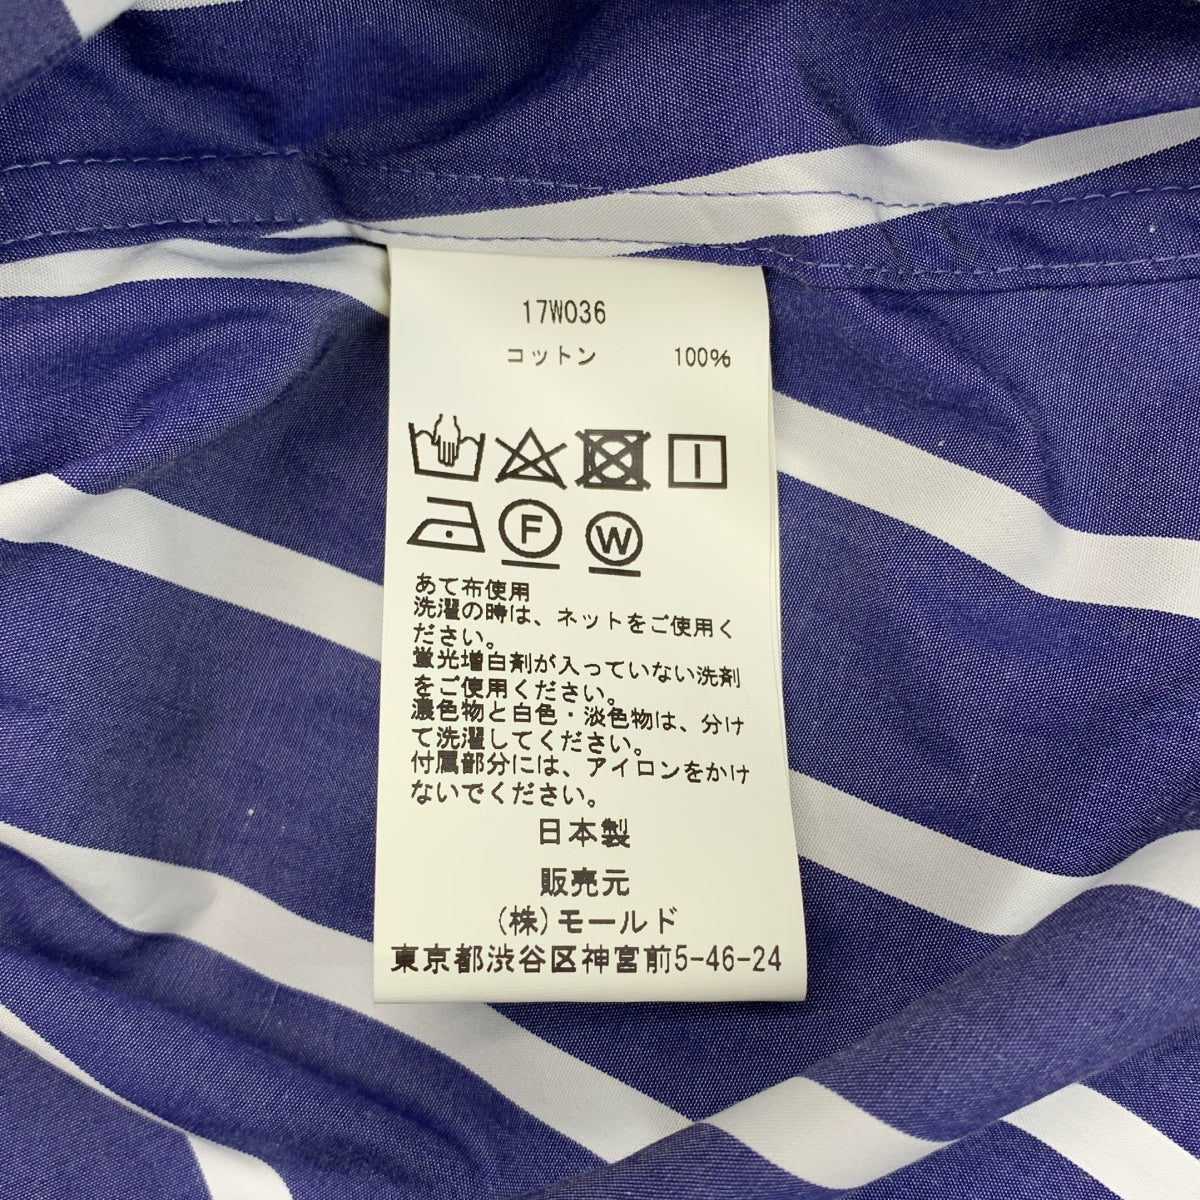 17W036
コットン 100%
F W
あて布使用
洗濯の時は、ネットをご使用く
ださい。
蛍光増白剤が入っていない洗剤
をご使用ください。
濃色物と白色・淡色物は、分け
て洗濯してください。
付属部分には、アイロンをかけ
ないでください。
日本製
販売元
(株)モールド
東京都渋谷区神宮前5-46-24